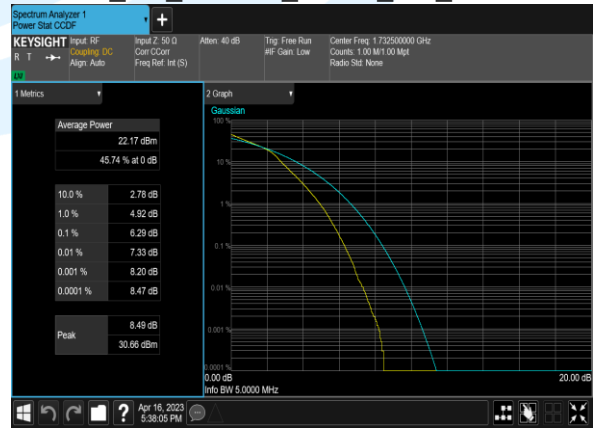 Spectrum Analyzer 1
Power Stat CCDF
KEYSIGHT
R T
LU
Input: RF
Coupling: DC
Align: Auto
Input Z: 50 Ω
Corr CCorr
Freq Ref: Int (S)
Atten: 40 dB
Trig: Free Run
#IF Gain: Low
Center Freq: 1.732500000 GHz
Counts: 1.00 M/1.00 Mpt
Radio Std: None
1 Metrics
Average Power
22.17 dBm
45.74 % at 0 dB
10.0 % 2.78 dB
1.0 % 4.92 dB
0.1 % 6.29 dB
0.01 % 7.33 dB
0.001 % 8.20 dB
0.0001 % 8.47 dB
Peak
8.49 dB
30.66 dBm
2 Graph
Gaussian
100 %
10 %
1 %
0.1 %
0.01 %
0.001 %
0.0001 %
0.00 dB
20.00 dB
Info BW 5.0000 MHz
?
Apr 16, 2023
5:38:05 PM